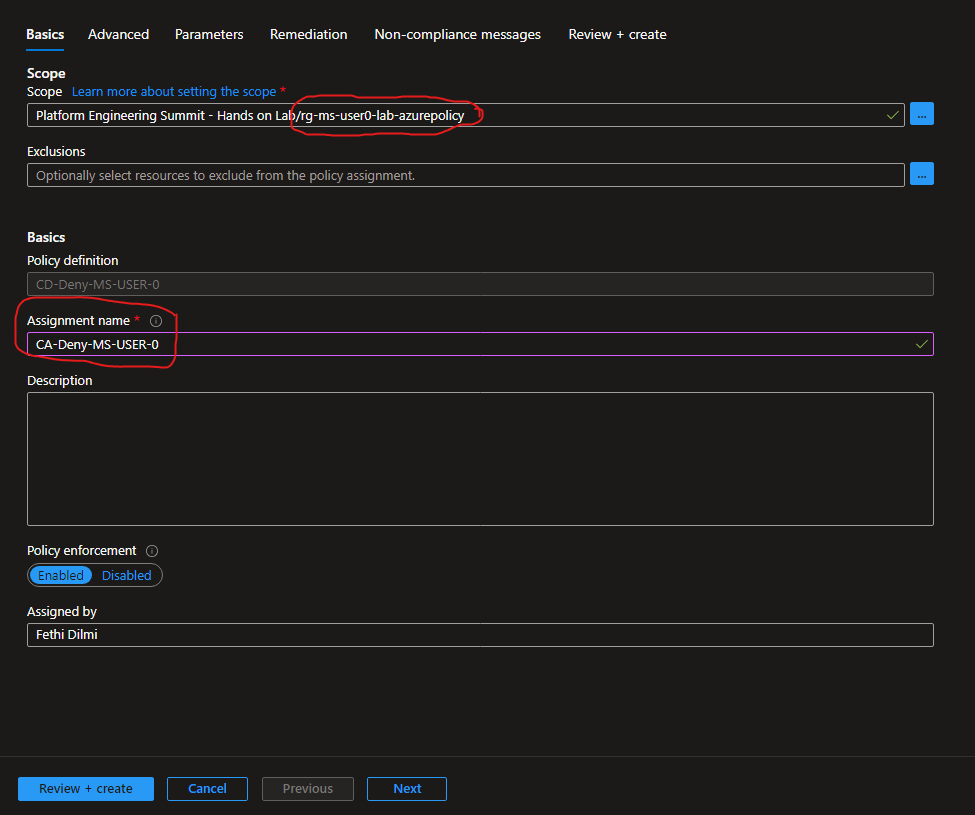 Basics Advanced Parameters Remediation Non-compliance messages Review + create
Scope
Scope Learn more about setting the scope *
Platform Engineering Summit - Hands on Lab/rg-ms-user0-lab-azurepolicy
...
Exclusions
Optionally select resources to exclude from the policy assignment.
...
Basics
Policy definition
CD-Deny-MS-USER-0
Assignment name *
CA-Deny-MS-USER-0
Description
Policy enforcement
Enabled Disabled
Assigned by
Fethi Dilmi
Review + create Cancel Previous Next